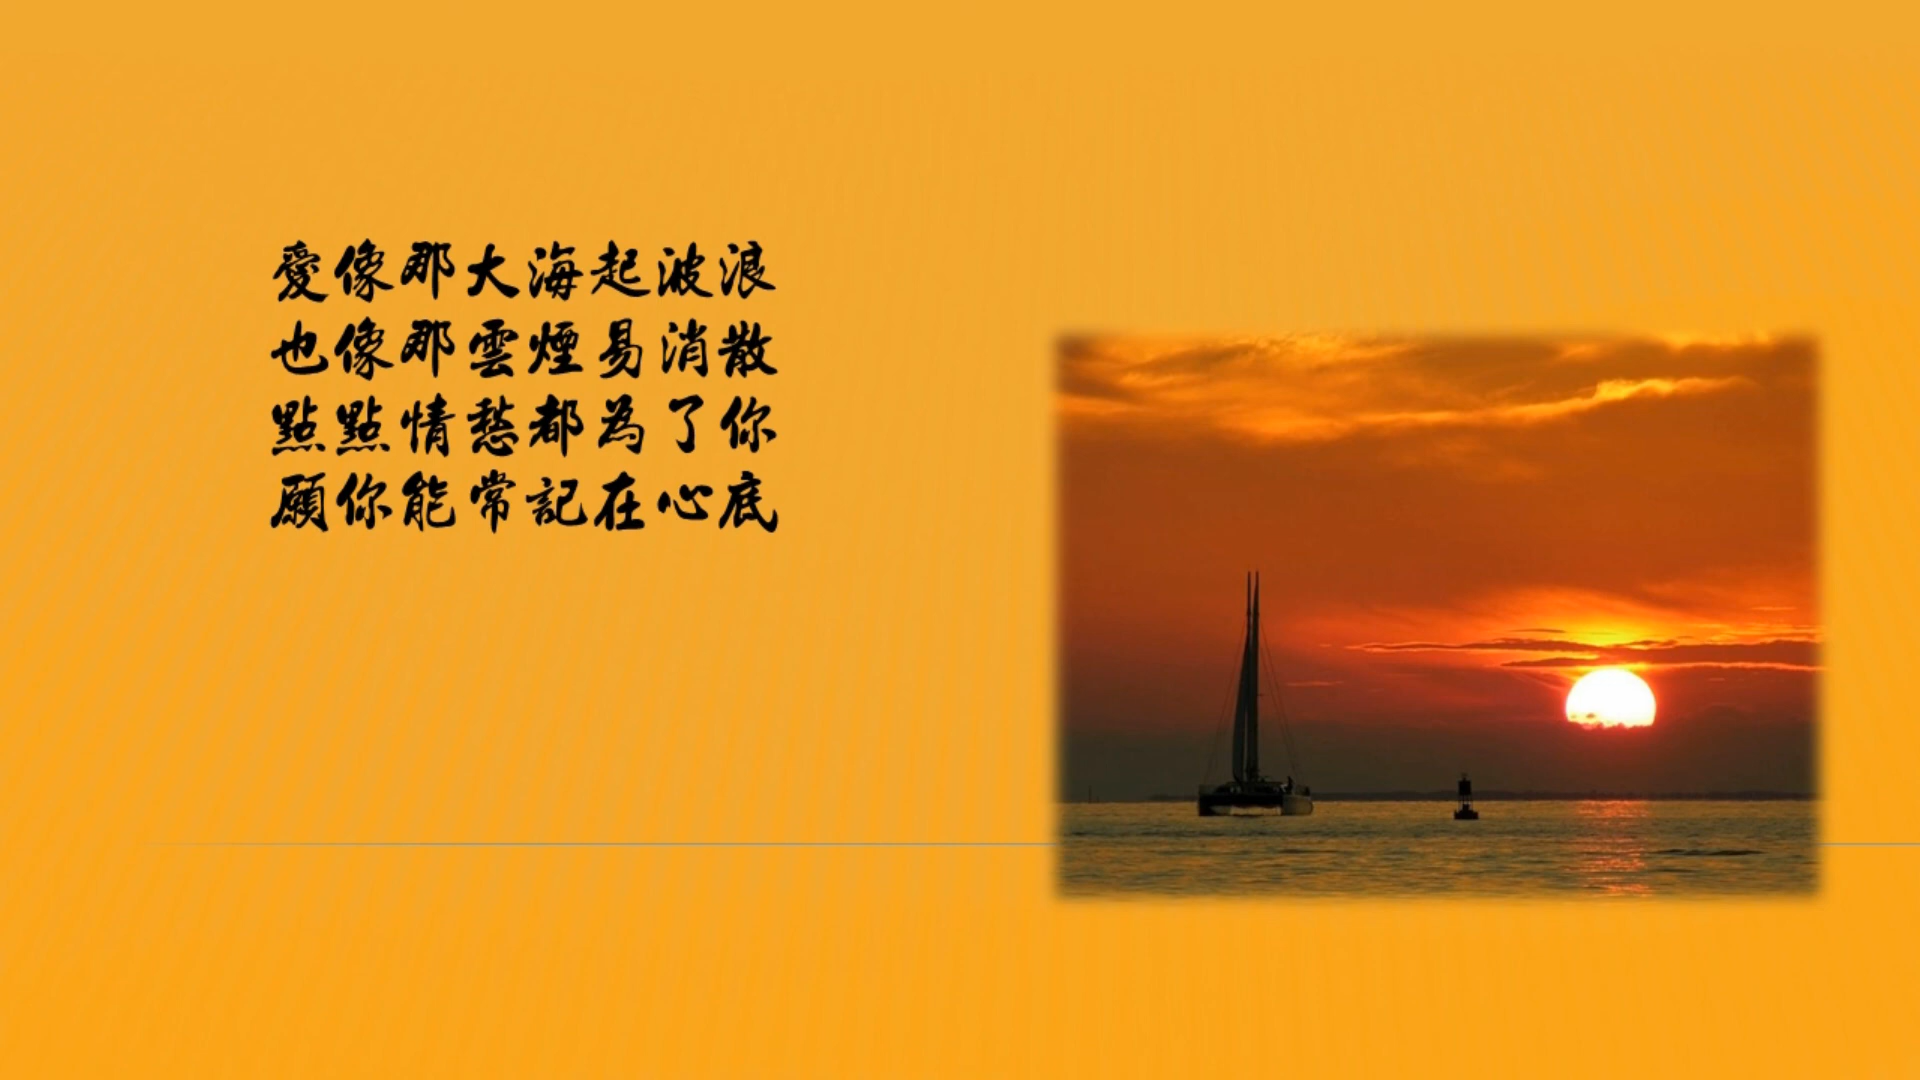 愛像那大海起波浪
也像那雲煙易消散
點點情愁都為了你
願你能常記在心底